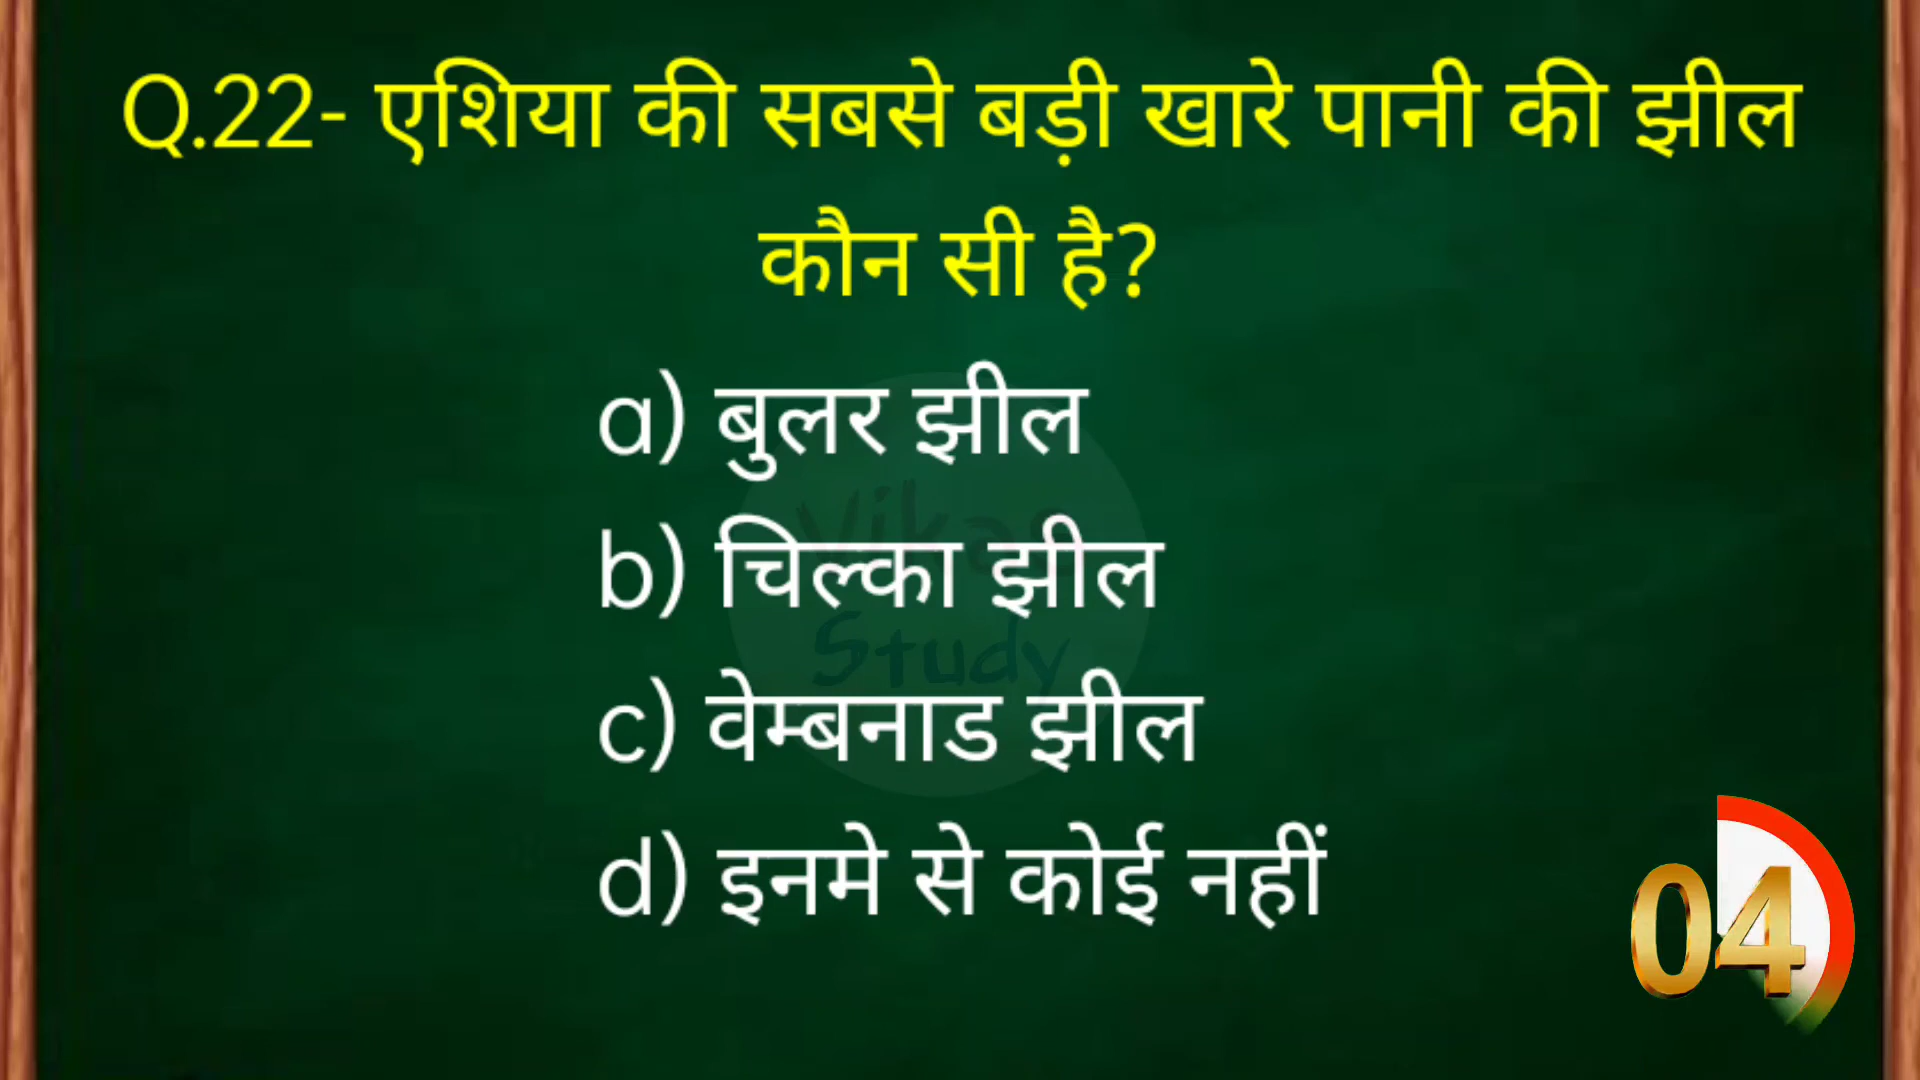 Q.22- एशिया की सबसे बड़ी खारे पानी की झील
कौन सी है?
a) बुलर झील
b) चिल्का झील
Vikas
Study
c) वेम्बनाड झील
d) इनमे से कोई नहीं
04